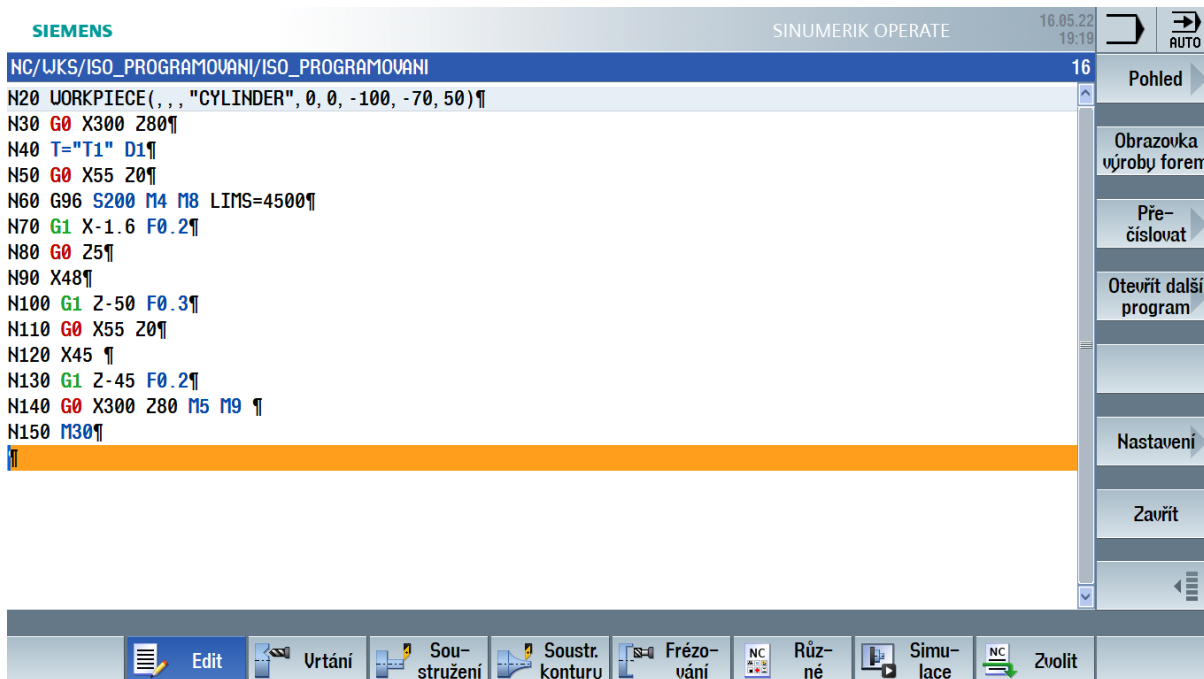 SIEMENS
SINUMERIK OPERATE
16.05.22
19:19
AUTO
NC/WKS/ISO_PROGRAMOVANI/ISO_PROGRAMOVANI
16
N20 WORKPIECE(,,,"CYLINDER",0,0,-100,-70,50)¶
N30 G0 X300 Z80¶
N40 T="T1" D1¶
N50 G0 X55 Z0¶
N60 G96 S200 M4 M8 LIMS=4500¶
N70 G1 X-1.6 F0.2¶
N80 G0 Z5¶
N90 X48¶
N100 G1 Z-50 F0.3¶
N110 G0 X55 Z0¶
N120 X45 ¶
N130 G1 Z-45 F0.2¶
N140 G0 X300 Z80 M5 M9 ¶
N150 M30¶
¶
Pohled
Obrazovka
výroby forem
Pře-
číslovat
Otevřít další
program
Nastavení
Zavřít
Edit
Vrtání
Sou-
stružení
Soustr.
konturu
Frézo-
vání
NC
Růz-
né
Simu-
lace
NC
Zvolit